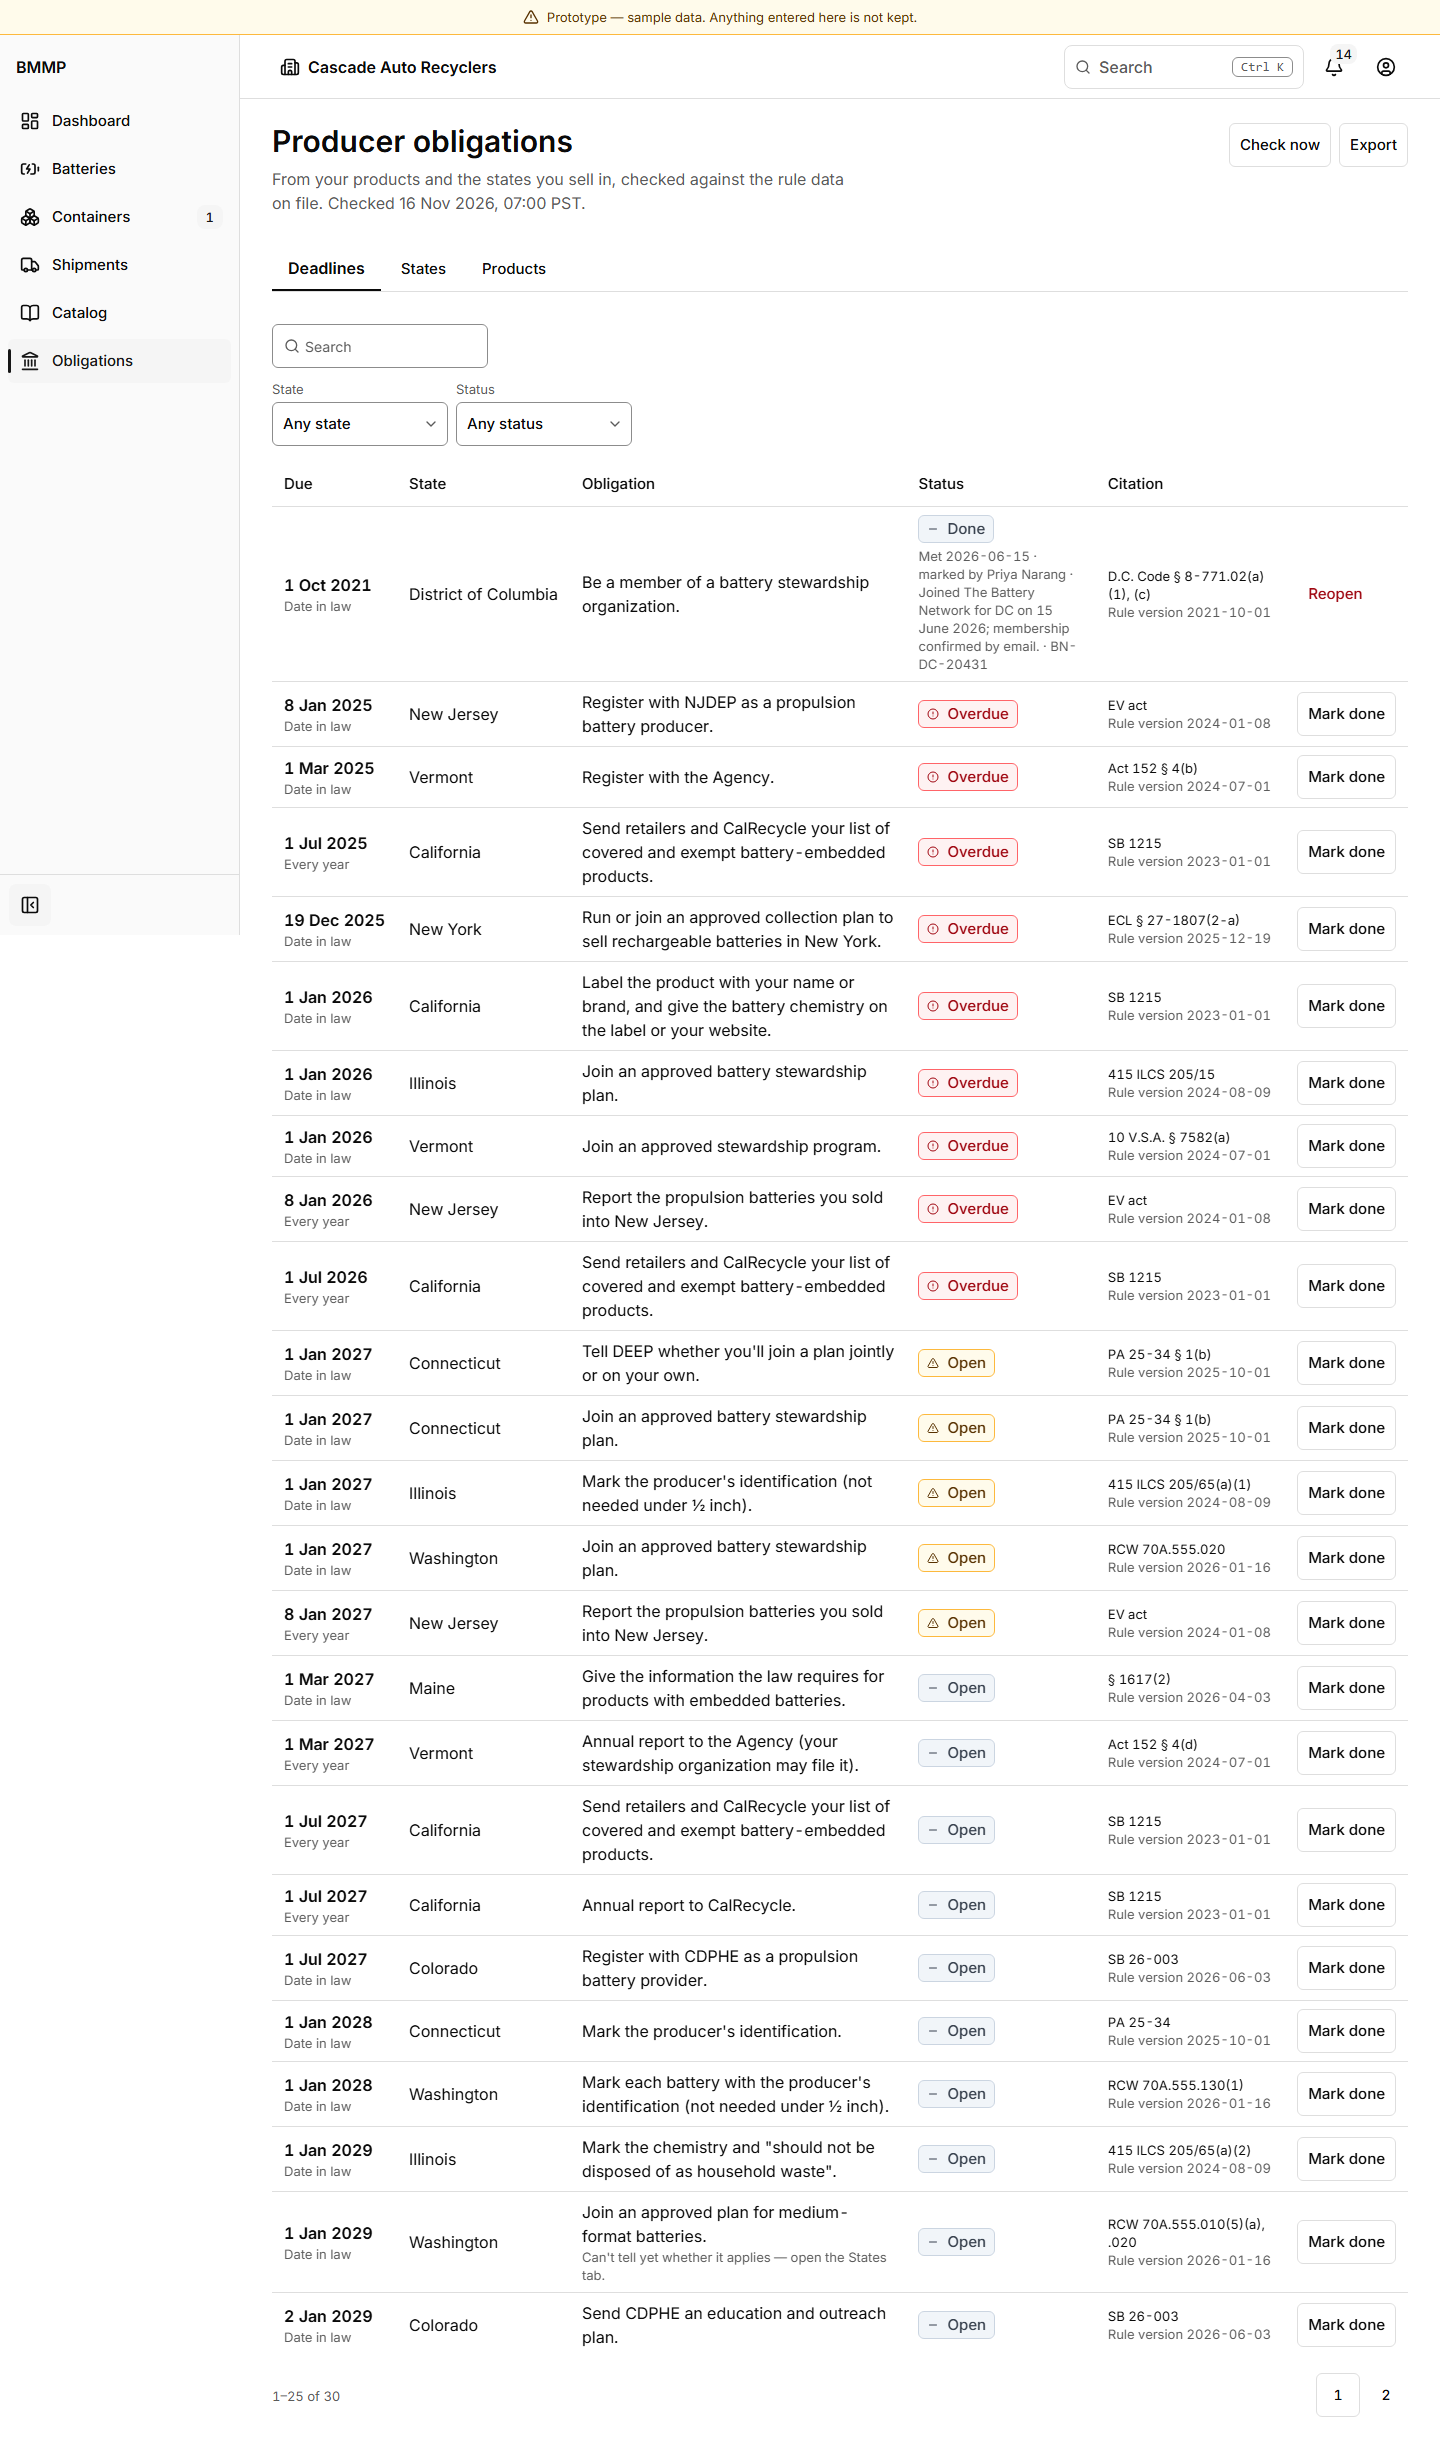 Prototype — sample data. Anything entered here is not kept.
BMMP
Dashboard
Batteries
Containers 1
Shipments
Catalog
Obligations
Cascade Auto Recyclers
Search Ctrl K
14
Producer obligations
From your products and the states you sell in, checked against the rule data
on file. Checked 16 Nov 2026, 07:00 PST.
Check now Export
Deadlines States Products
Search
State Status
Any state Any status
Due State Obligation Status Citation
1 Oct 2021
Date in law
District of Columbia
Be a member of a battery stewardship
organization.
Done
Met 2026-06-15 ·
marked by Priya Narang ·
Joined The Battery
Network for DC on 15
June 2026; membership
confirmed by email. · BN-
DC-20431
D.C. Code § 8-771.02(a)
(1), (c)
Rule version 2021-10-01
Reopen
8 Jan 2025
Date in law
New Jersey
Register with NJDEP as a propulsion
battery producer.
Overdue
EV act
Rule version 2024-01-08
Mark done
1 Mar 2025
Date in law
Vermont
Register with the Agency.
Overdue
Act 152 § 4(b)
Rule version 2024-07-01
Mark done
1 Jul 2025
Every year
California
Send retailers and CalRecycle your list of
covered and exempt battery-embedded
products.
Overdue
SB 1215
Rule version 2023-01-01
Mark done
19 Dec 2025
Date in law
New York
Run or join an approved collection plan to
sell rechargeable batteries in New York.
Overdue
ECL § 27-1807(2-a)
Rule version 2025-12-19
Mark done
1 Jan 2026
Date in law
California
Label the product with your name or
brand, and give the battery chemistry on
the label or your website.
Overdue
SB 1215
Rule version 2023-01-01
Mark done
1 Jan 2026
Date in law
Illinois
Join an approved battery stewardship
plan.
Overdue
415 ILCS 205/15
Rule version 2024-08-09
Mark done
1 Jan 2026
Date in law
Vermont
Join an approved stewardship program.
Overdue
10 V.S.A. § 7582(a)
Rule version 2024-07-01
Mark done
8 Jan 2026
Every year
New Jersey
Report the propulsion batteries you sold
into New Jersey.
Overdue
EV act
Rule version 2024-01-08
Mark done
1 Jul 2026
Every year
California
Send retailers and CalRecycle your list of
covered and exempt battery-embedded
products.
Overdue
SB 1215
Rule version 2023-01-01
Mark done
1 Jan 2027
Date in law
Connecticut
Tell DEEP whether you'll join a plan jointly
or on your own.
Open
PA 25-34 § 1(b)
Rule version 2025-10-01
Mark done
1 Jan 2027
Date in law
Connecticut
Join an approved battery stewardship
plan.
Open
PA 25-34 § 1(b)
Rule version 2025-10-01
Mark done
1 Jan 2027
Date in law
Illinois
Mark the producer's identification (not
needed under ½ inch).
Open
415 ILCS 205/65(a)(1)
Rule version 2024-08-09
Mark done
1 Jan 2027
Date in law
Washington
Join an approved battery stewardship
plan.
Open
RCW 70A.555.020
Rule version 2026-01-16
Mark done
8 Jan 2027
Every year
New Jersey
Report the propulsion batteries you sold
into New Jersey.
Open
EV act
Rule version 2024-01-08
Mark done
1 Mar 2027
Date in law
Maine
Give the information the law requires for
products with embedded batteries.
Open
§ 1617(2)
Rule version 2026-04-03
Mark done
1 Mar 2027
Every year
Vermont
Annual report to the Agency (your
stewardship organization may file it).
Open
Act 152 § 4(d)
Rule version 2024-07-01
Mark done
1 Jul 2027
Every year
California
Send retailers and CalRecycle your list of
covered and exempt battery-embedded
products.
Open
SB 1215
Rule version 2023-01-01
Mark done
1 Jul 2027
Every year
California
Annual report to CalRecycle.
Open
SB 1215
Rule version 2023-01-01
Mark done
1 Jul 2027
Date in law
Colorado
Register with CDPHE as a propulsion
battery provider.
Open
SB 26-003
Rule version 2026-06-03
Mark done
1 Jan 2028
Date in law
Connecticut
Mark the producer's identification.
Open
PA 25-34
Rule version 2025-10-01
Mark done
1 Jan 2028
Date in law
Washington
Mark each battery with the producer's
identification (not needed under ½ inch).
Open
RCW 70A.555.130(1)
Rule version 2026-01-16
Mark done
1 Jan 2029
Date in law
Illinois
Mark the chemistry and "should not be
disposed of as household waste".
Open
415 ILCS 205/65(a)(2)
Rule version 2024-08-09
Mark done
1 Jan 2029
Date in law
Washington
Join an approved plan for medium-
format batteries.
Can't tell yet whether it applies — open the States
tab.
Open
RCW 70A.555.010(5)(a),
.020
Rule version 2026-01-16
Mark done
2 Jan 2029
Date in law
Colorado
Send CDPHE an education and outreach
plan.
Open
SB 26-003
Rule version 2026-06-03
Mark done
1–25 of 30
1 2